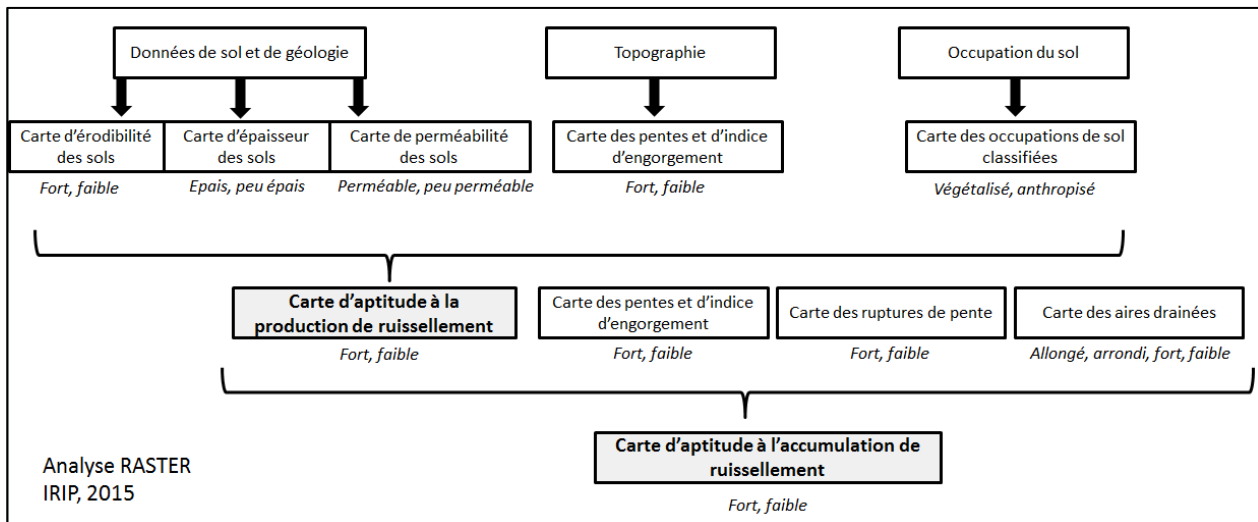 Données de sol et de géologie
Topographie
Occupation du sol
Carte d'érodibilité
des sols
Carte d'épaisseur
des sols
Carte de perméabilité
des sols
Carte des pentes et d'indice
d'engorgement
Carte des occupations de sol
classifiées
Fort, faible
Epais, peu épais
Perméable, peu perméable
Fort, faible
Végétalisé, anthropisé
Carte d'aptitude à la
production de ruissellement
Carte des pentes et d'indice
d'engorgement
Carte des ruptures de pente
Carte des aires drainées
Fort, faible
Fort, faible
Fort, faible
Allongé, arrondi, fort, faible
Carte d'aptitude à l'accumulation de
ruissellement
Fort, faible
Analyse RASTER
IRIP, 2015